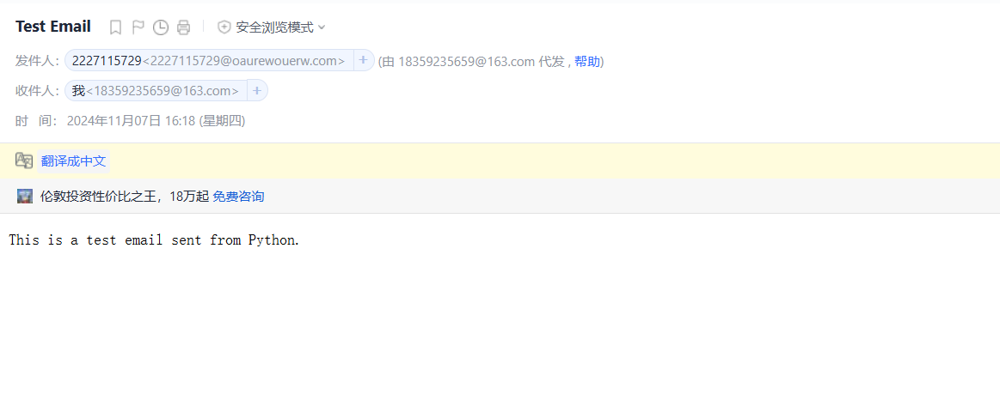 Test Email 安全浏览模式
发件人： 2227115729<2227115729@oaurewouerw.com> + (由 18359235659@163.com 代发 , 帮助)
收件人： 我<18359235659@163.com> +
时 间： 2024年11月07日 16:18 (星期四)
翻译成中文
伦敦投资性价比之王，18万起 免费咨询
This is a test email sent from Python.